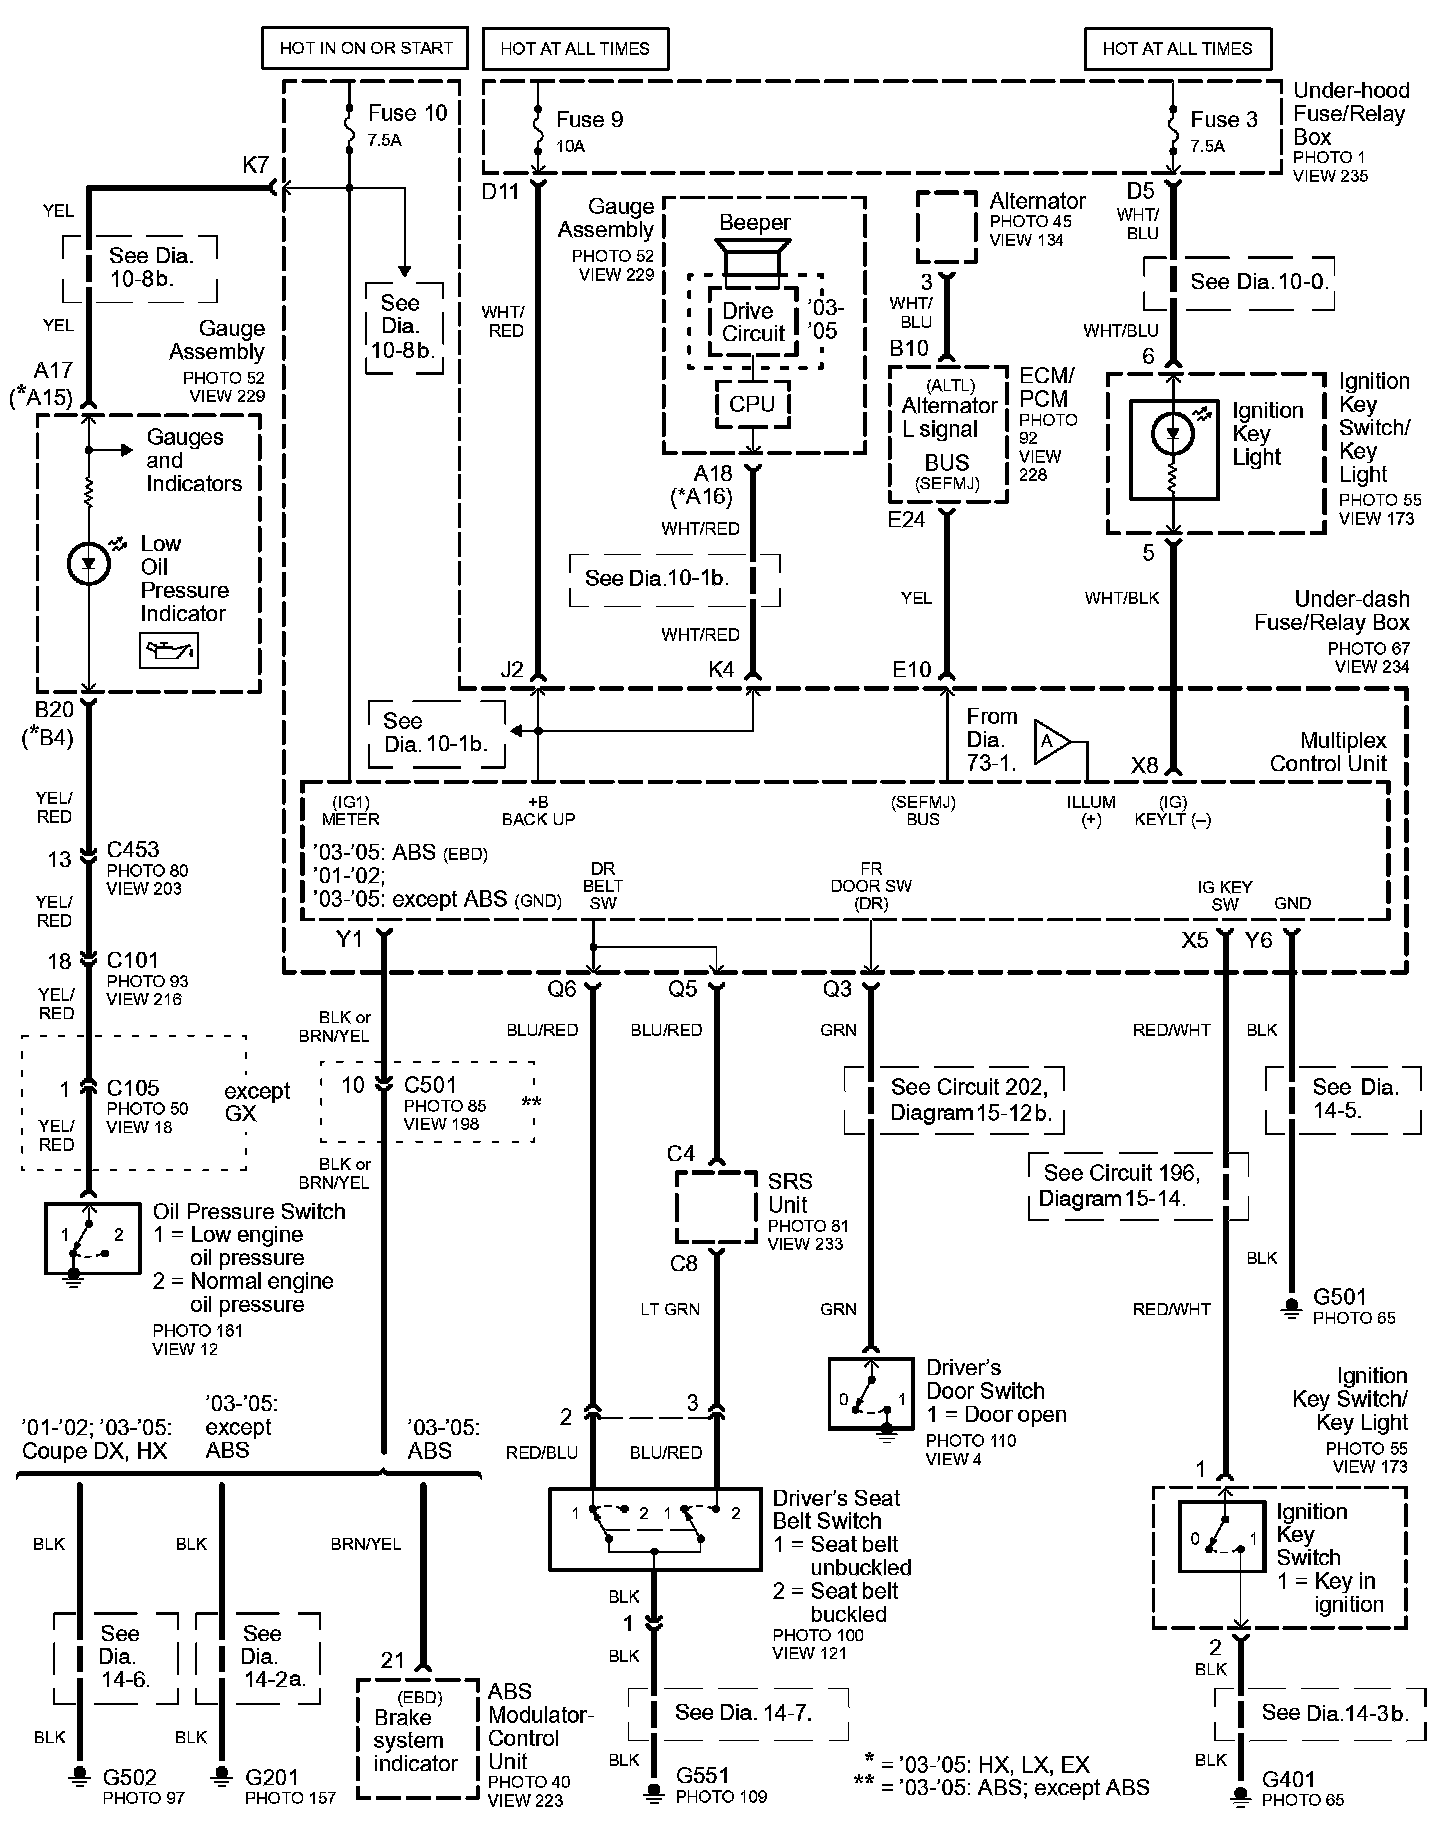 HOT IN ON OR START
HOT AT ALL TIMES
HOT AT ALL TIMES
Fuse 10
7.5A
Fuse 9
10A
Fuse 3
7.5A
Under-hood
Fuse/Relay
Box
PHOTO 1
VIEW 235
K7
D11
D5
YEL
See Dia.
10-8b.
YEL
See
Dia.
10-8b.
WHT/
RED
Gauge
Assembly
PHOTO 52
VIEW 229
Beeper
Drive
Circuit
'03-
'05
CPU
Alternator
PHOTO 45
VIEW 134
3
WHT/
BLU
B10
WHT/
BLU
See Dia. 10-0.
WHT/BLU
6
Gauge
Assembly
PHOTO 52
VIEW 229
A17
(*A15)
Gauges
and
Indicators
Low
Oil
Pressure
Indicator
A18
(*A16)
WHT/RED
See Dia. 10-1b.
WHT/RED
(ALTL)
Alternator
L signal
BUS
(SEFMJ)
ECM/
PCM
PHOTO
92
VIEW
228
E24
YEL
Ignition
Key
Light
Ignition
Key
Switch/
Key
Light
PHOTO 55
VIEW 173
5
WHT/BLK
Under-dash
Fuse/Relay Box
PHOTO 67
VIEW 234
J2
K4
E10
B20
(*B4)
See
Dia. 10-1b.
From
Dia.
73-1.
A
X8
Multiplex
Control Unit
(IG1)
METER
+B
BACK UP
(SEFMJ)
BUS
ILLUM
(+)
(IG)
KEYLT (–)
'03-'05: ABS (EBD)
'01-'02;
'03-'05: except ABS (GND)
DR
BELT
SW
FR
DOOR SW
(DR)
IG KEY
SW
GND
YEL/
RED
13
C453
PHOTO 80
VIEW 203
YEL/
RED
18
C101
PHOTO 93
VIEW 216
YEL/
RED
1
C105
PHOTO 50
VIEW 18
except
GX
YEL/
RED
Y1
Q6
Q5
Q3
X5
Y6
BLK or
BRN/YEL
BLU/RED
BLU/RED
GRN
RED/WHT
BLK
10
C501
PHOTO 85
VIEW 198
**
BLK or
BRN/YEL
See Circuit 202,
Diagram 15-12b.
See Dia.
14-5.
See Circuit 196,
Diagram 15-14.
C4
SRS
Unit
PHOTO 81
VIEW 233
C8
1
2
Oil Pressure Switch
1 = Low engine
oil pressure
2 = Normal engine
oil pressure
PHOTO 161
VIEW 12
LT GRN
GRN
RED/WHT
BLK
G501
PHOTO 65
0
1
Driver's
Door Switch
1 = Door open
PHOTO 110
VIEW 4
Ignition
Key Switch/
Key Light
PHOTO 55
VIEW 173
'01-'02; '03-'05:
Coupe DX, HX
'03-'05:
except
ABS
'03-'05:
ABS
2
3
RED/BLU
BLU/RED
1
2
1
2
Driver's Seat
Belt Switch
1 = Seat belt
unbuckled
2 = Seat belt
buckled
PHOTO 100
VIEW 121
1
0
1
Ignition
Key
Switch
1 = Key in
ignition
BLK
BLK
BRN/YEL
BLK
1
BLK
2
BLK
See
Dia.
14-6.
See
Dia.
14-2a.
21
(EBD)
Brake
system
indicator
ABS
Modulator-
Control
Unit
PHOTO 40
VIEW 223
See Dia. 14-7.
See Dia.14-3b.
BLK
BLK
BLK
BLK
G502
PHOTO 97
G201
PHOTO 157
G551
PHOTO 109
* = '03-'05: HX, LX, EX
** = '03-'05: ABS; except ABS
G401
PHOTO 65